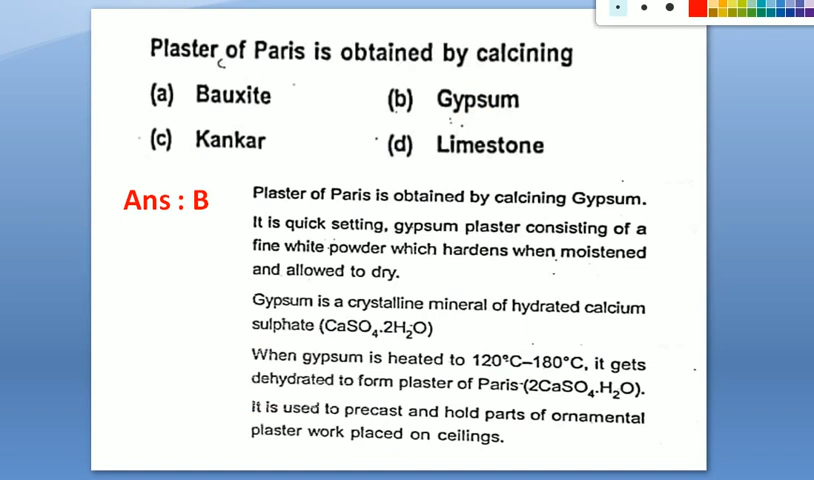 Plaster of Paris is obtained by calcining
(a) Bauxite (b) Gypsum
(c) Kankar (d) Limestone
Ans : B
Plaster of Paris is obtained by calcining Gypsum.
It is quick setting, gypsum plaster consisting of a
fine white powder which hardens when moistened
and allowed to dry.
Gypsum is a crystalline mineral of hydrated calcium
sulphate (CaSO₄.2H₂O)
When gypsum is heated to 120°C–180°C, it gets
dehydrated to form plaster of Paris (2CaSO₄.H₂O).
It is used to precast and hold parts of ornamental
plaster work placed on ceilings.